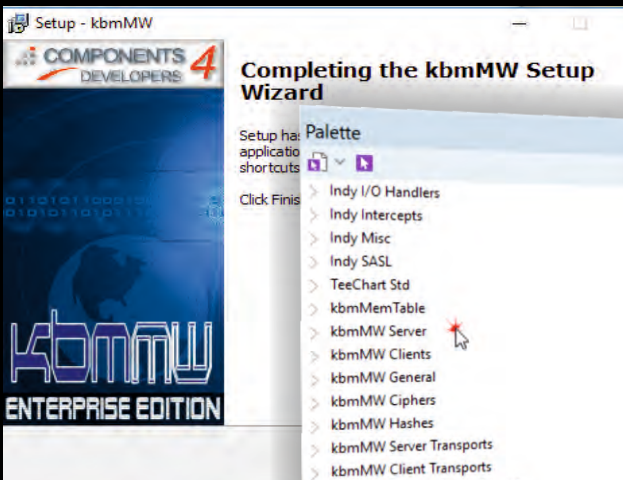 Setup - kbmMW
COMPONENTS 4
DEVELOPERS
Completing the kbmMW Setup
Wizard
Setup has
applicatio
shortcuts
Click Finis
kbmmw
ENTERPRISE EDITION
Palette
Indy I/O Handlers
Indy Intercepts
Indy Misc
Indy SASL
TeeChart Std
kbmMemTable
kbmMW Server
kbmMW Clients
kbmMW General
kbmMW Ciphers
kbmMW Hashes
kbmMW Server Transports
kbmMW Client Transports